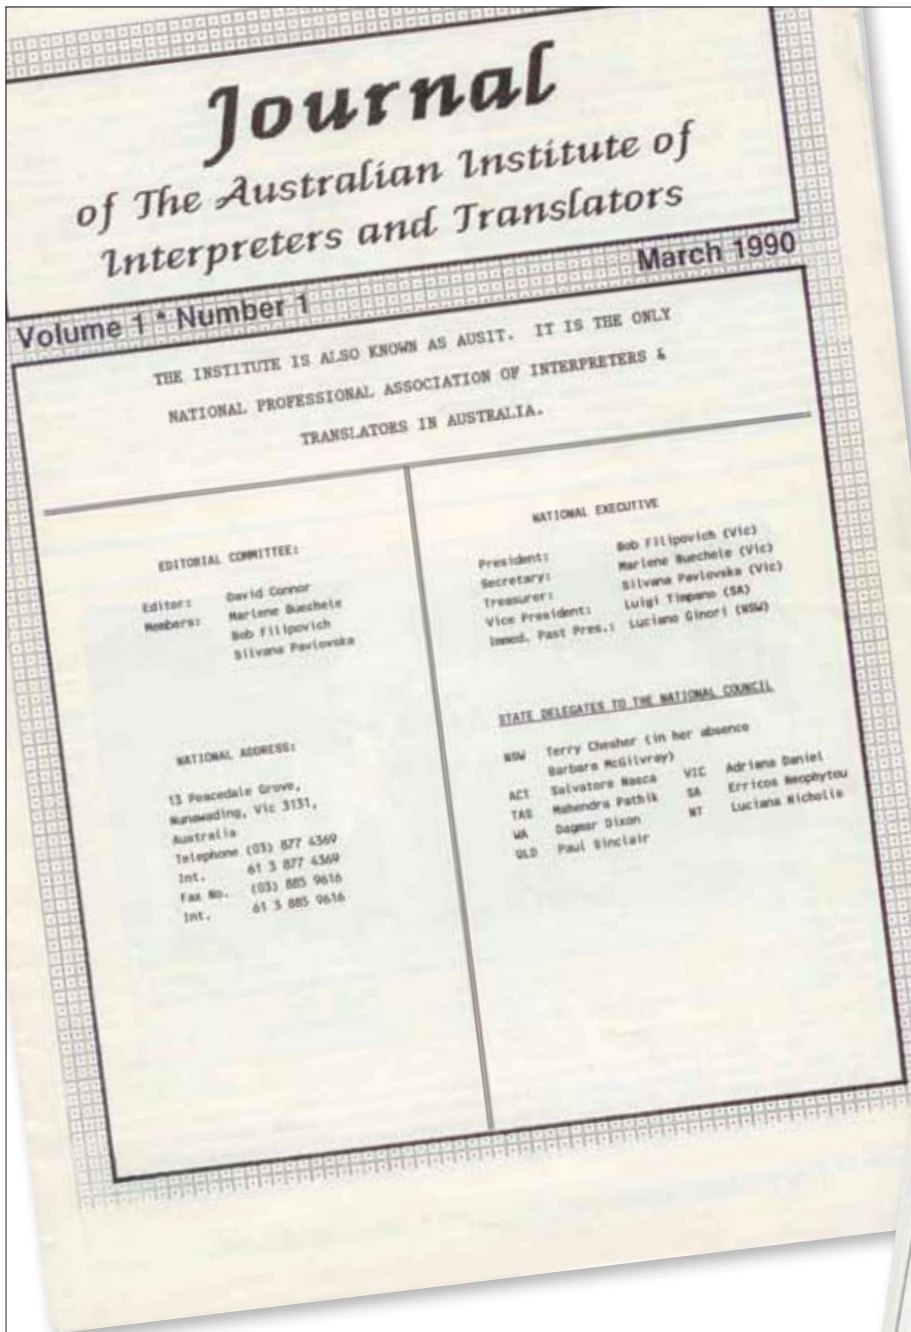 Journal
of The Australian Institute of
Interpreters and Translators
Volume 1 * Number 1
March 1990
THE INSTITUTE IS ALSO KNOWN AS AUSIT. IT IS THE ONLY
NATIONAL PROFESSIONAL ASSOCIATION OF INTERPRETERS &
TRANSLATORS IN AUSTRALIA.
EDITORIAL COMMITTEE:
Editor: David Connor
Members: Marlene Buechele
Bob Filipovich
Silvana Pavlovska
NATIONAL ADDRESS:
13 Peacedale Grove,
Nunawading, Vic 3131,
Australia
Telephone (03) 877 4369
Int. 61 3 877 4369
Fax No. (03) 885 9616
Int. 61 3 885 9616
NATIONAL EXECUTIVE
President: Bob Filipovich (Vic)
Secretary: Marlene Buechele (Vic)
Treasurer: Silvana Pavlovska (Vic)
Vice President: Luigi Timpano (SA)
Immed. Past Pres.: Luciano Ginori (NSW)
STATE DELEGATES TO THE NATIONAL COUNCIL
NSW Terry Chesher (in her absence
Barbara McGilvray)
ACT Salvatore Nasca VIC Adriana Daniel
TAS Mahendra Pathik SA Erricos Neophytou
WA Dagmar Dixon NT Luciana Nicholls
QLD Paul Sinclair